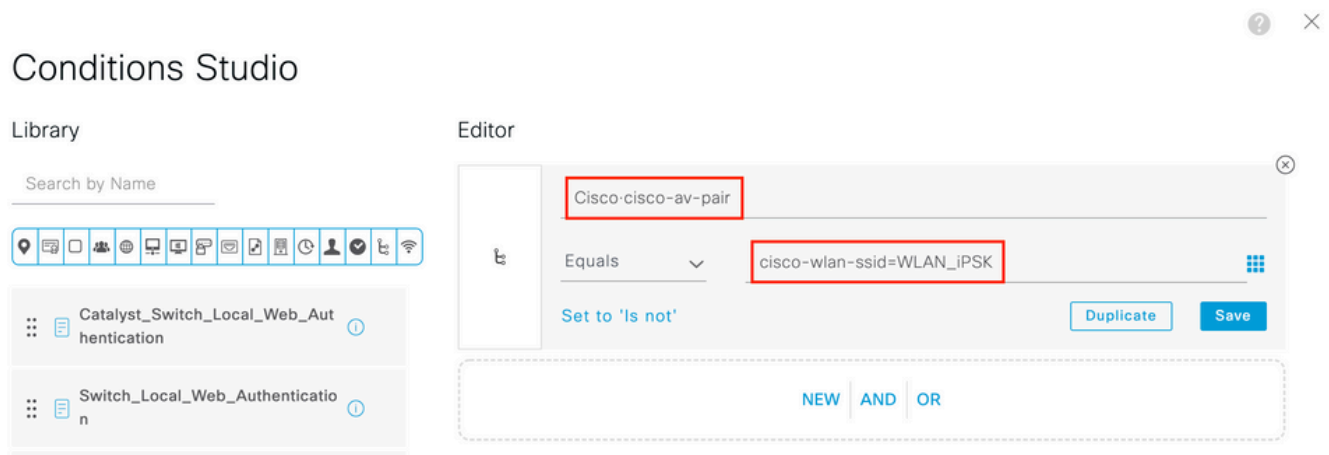 ?
Conditions Studio
Library
Editor
Search by Name
Cisco·cisco-av-pair
Equals
cisco-wlan-ssid=WLAN_iPSK
Set to 'Is not'
Duplicate
Save
Catalyst_Switch_Local_Web_Aut
hentication
Switch_Local_Web_Authenticatio
n
NEW
AND
OR